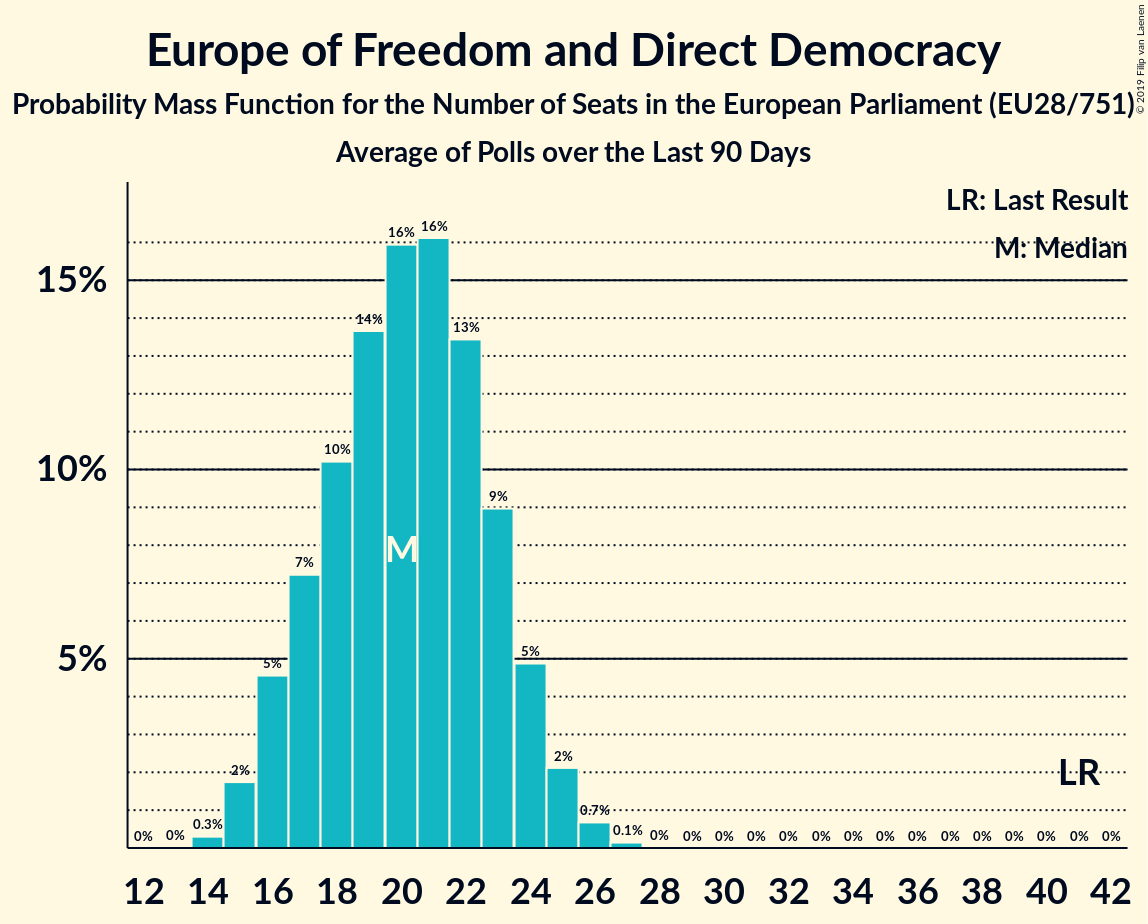 Europe of Freedom and Direct Democracy
Probability Mass Function for the Number of Seats in the European Parliament (EU28/751)
Average of Polls over the Last 90 Days
© 2019 Filip van Laenen
LR: Last Result
M: Median
15%
10%
5%
0% 0% 0.3% 2% 5% 7% 10% 14% 16% 16% 13% 9% 5% 2% 0.7% 0.1% 0% 0% 0% 0% 0% 0% 0% 0% 0% 0% 0% 0% 0% 0% 0%
M
LR
12 14 16 18 20 22 24 26 28 30 32 34 36 38 40 42